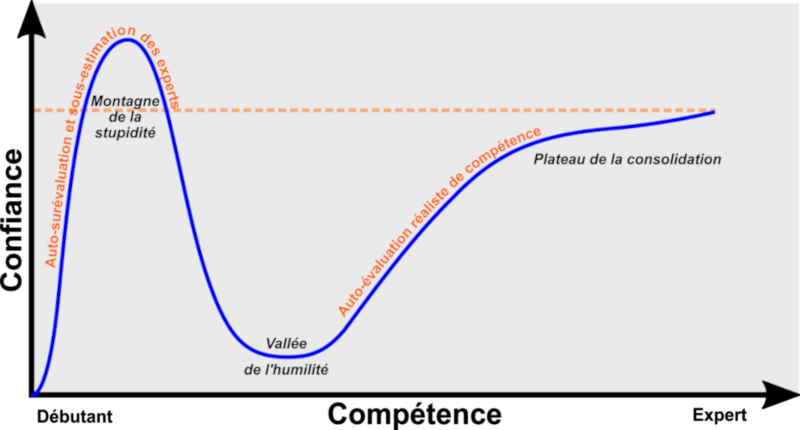 Auto-surévaluation et sous-estimation des experts
Montagne
de la
stupidité
Confiance
Auto-évaluation réaliste de compétence
Plateau de la consolidation
Vallée
de l'humilité
Débutant
Compétence
Expert